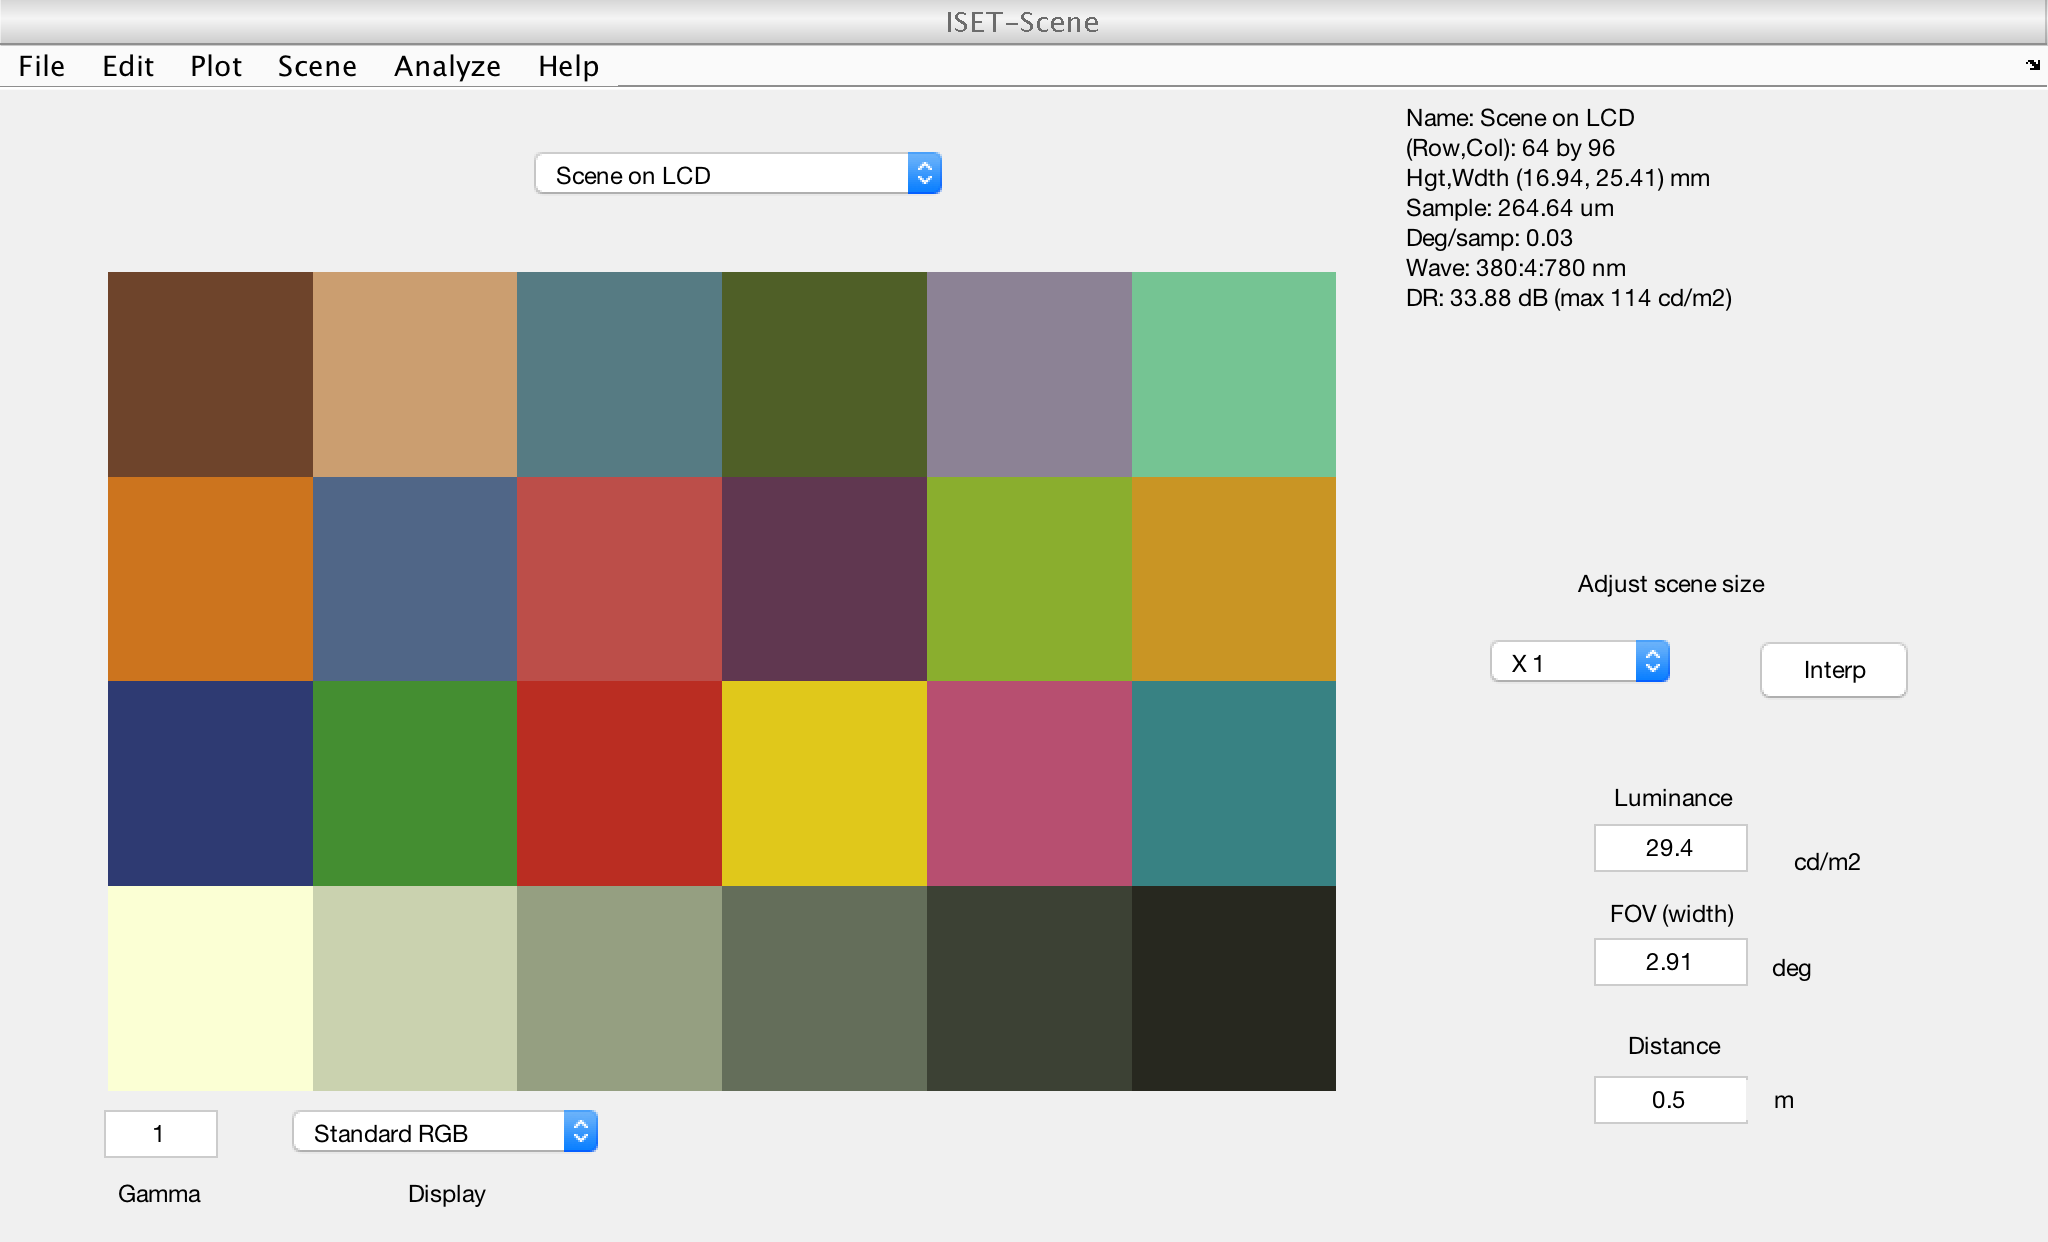 ISET-Scene
File Edit Plot Scene Analyze Help
Scene on LCD
Name: Scene on LCD
(Row,Col): 64 by 96
Hgt,Wdth (16.94, 25.41) mm
Sample: 264.64 um
Deg/samp: 0.03
Wave: 380:4:780 nm
DR: 33.88 dB (max 114 cd/m2)
Adjust scene size
X 1
Interp
Luminance
29.4
cd/m2
FOV (width)
2.91
deg
Distance
0.5
m
1
Standard RGB
Gamma
Display